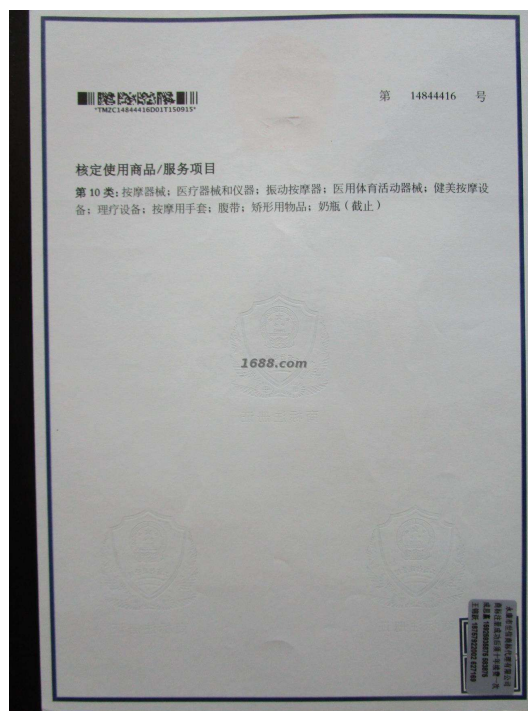 第 14844416 号
*TMZC14844416D01T150915*
核定使用商品/服务项目
第 10 类:按摩器械；医疗器械和仪器；振动按摩器；医用体育活动器械；健美按摩设
备；理疗设备；按摩用手套；腹带；矫形用物品；奶瓶（截止）
1688.com